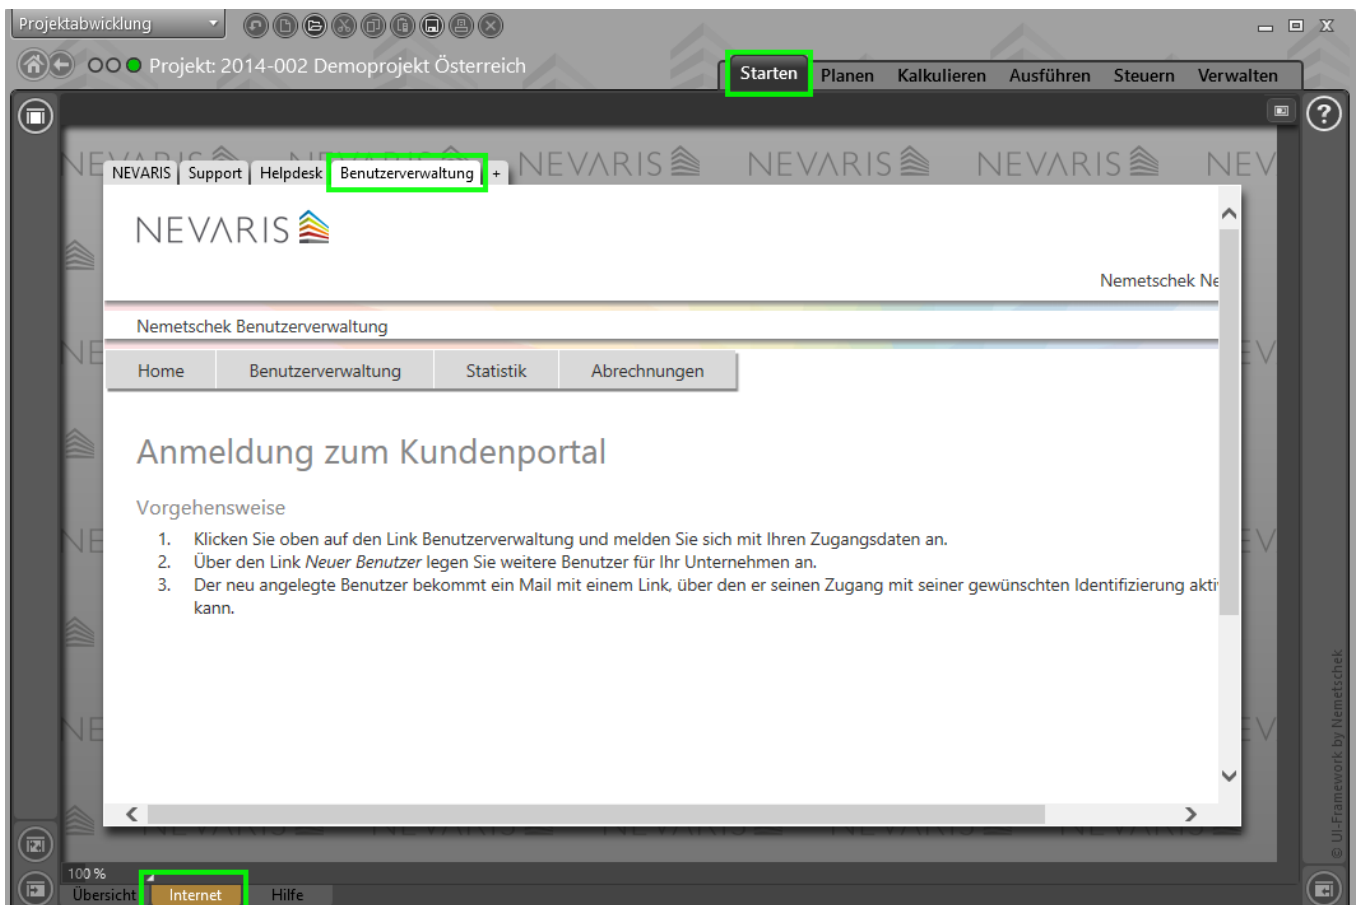 Projektabwicklung
Projekt: 2014-002 Demoprojekt Österreich
Starten Planen Kalkulieren Ausführen Steuern Verwalten
NEVARIS NEVARIS NEVARIS NEV
NEVARIS Support Helpdesk Benutzerverwaltung +
NEVARIS
Nemetschek Ne
Nemetschek Benutzerverwaltung
Home Benutzerverwaltung Statistik Abrechnungen
Anmeldung zum Kundenportal
Vorgehensweise
1. Klicken Sie oben auf den Link Benutzerverwaltung und melden Sie sich mit Ihren Zugangsdaten an.
2. Über den Link Neuer Benutzer legen Sie weitere Benutzer für Ihr Unternehmen an.
3. Der neu angelegte Benutzer bekommt ein Mail mit einem Link, über den er seinen Zugang mit seiner gewünschten Identifizierung akti
kann.
© UI-Framework by Nemetschek
100 %
Übersicht Internet Hilfe